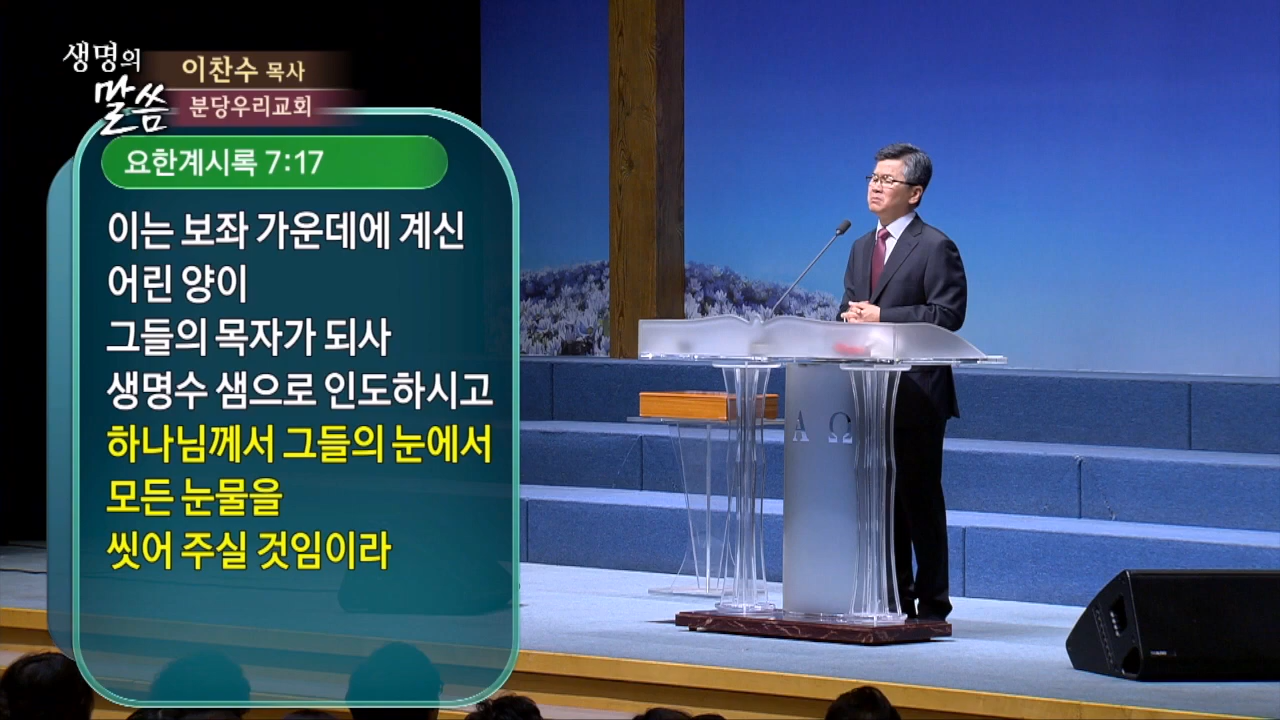 생명의
말씀
이찬수 목사
분당우리교회
요한계시록 7:17
이는 보좌 가운데에 계신
어린 양이
그들의 목자가 되사
생명수 샘으로 인도하시고
하나님께서 그들의 눈에서
모든 눈물을
씻어 주실 것임이라
Α Ω